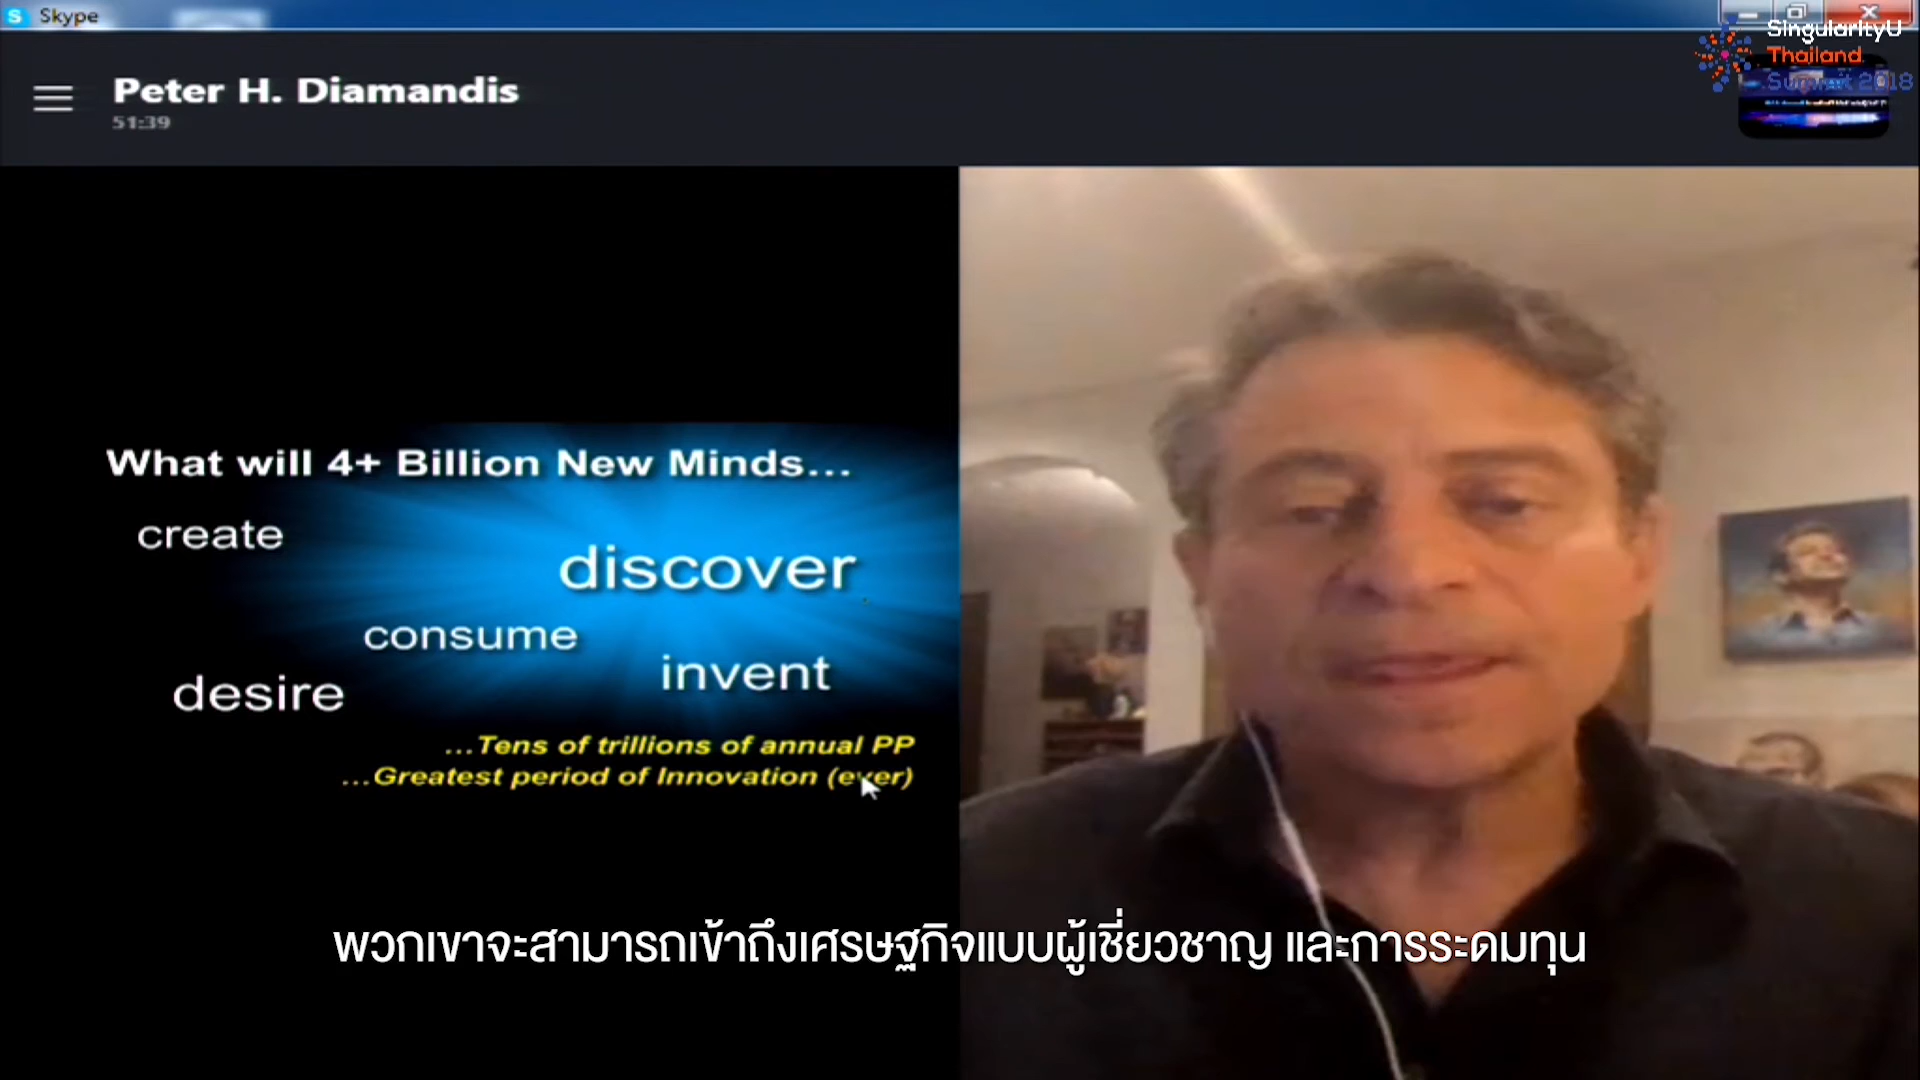 Skype
SingularityU
Thailand
Summit 2018
Peter H. Diamandis
51:39
What will 4+ Billion New Minds...
create
discover
consume
invent
desire
...Tens of trillions of annual PP
...Greatest period of Innovation (ever)
พวกเขาจะสามารถเข้าถึงเศรษฐกิจแบบผู้เชี่ยวชาญ และการระดมทุน